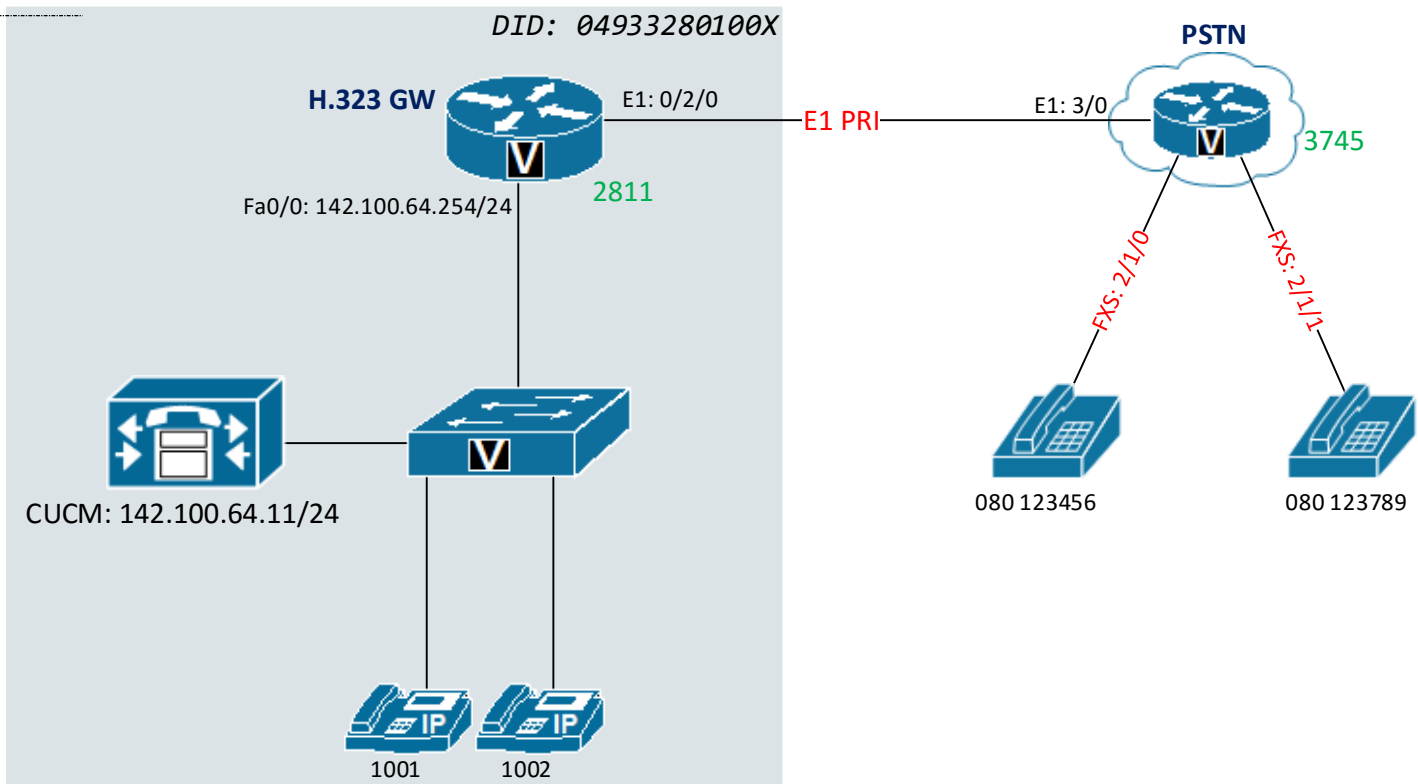 DID: 04933280100X
PSTN
H.323 GW
E1: 0/2/0
E1 PRI
E1: 3/0
V
V
3745
2811
Fa0/0: 142.100.64.254/24
FXS: 2/1/0
FXS: 2/1/1
V
CUCM: 142.100.64.11/24
080 123456
080 123789
IP
IP
1001
1002